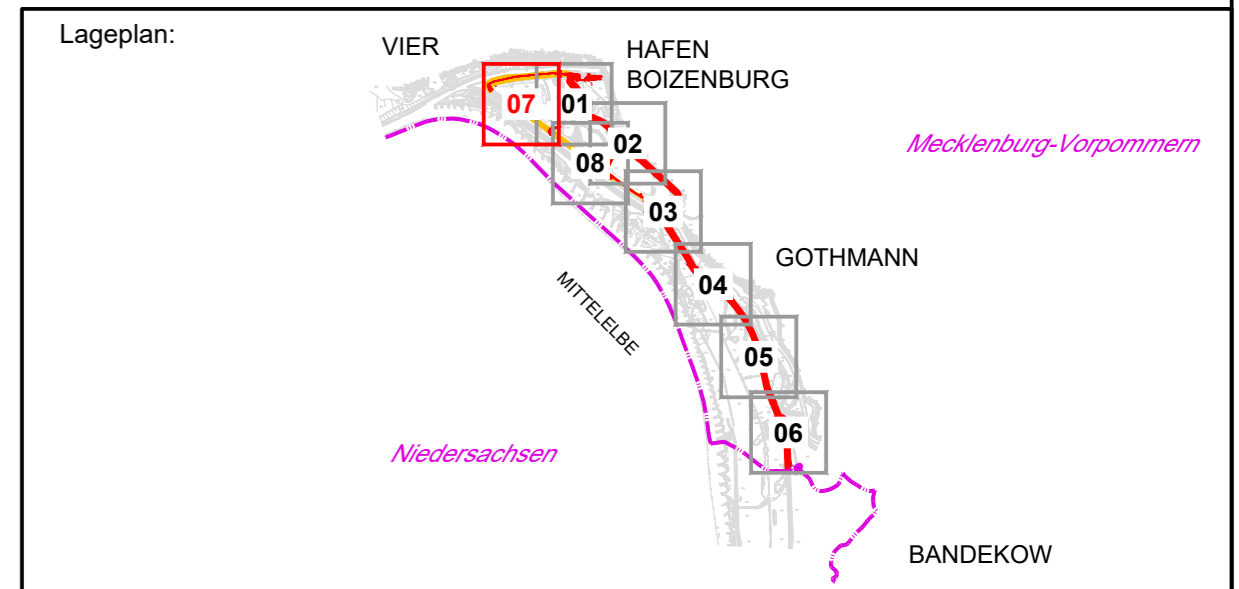 Lageplan:
VIER
HAFEN
BOIZENBURG
07
01
Mecklenburg-Vorpommern
02
08
03
GOTHMANN
04
MITTELELBE
05
06
Niedersachsen
BANDEKOW